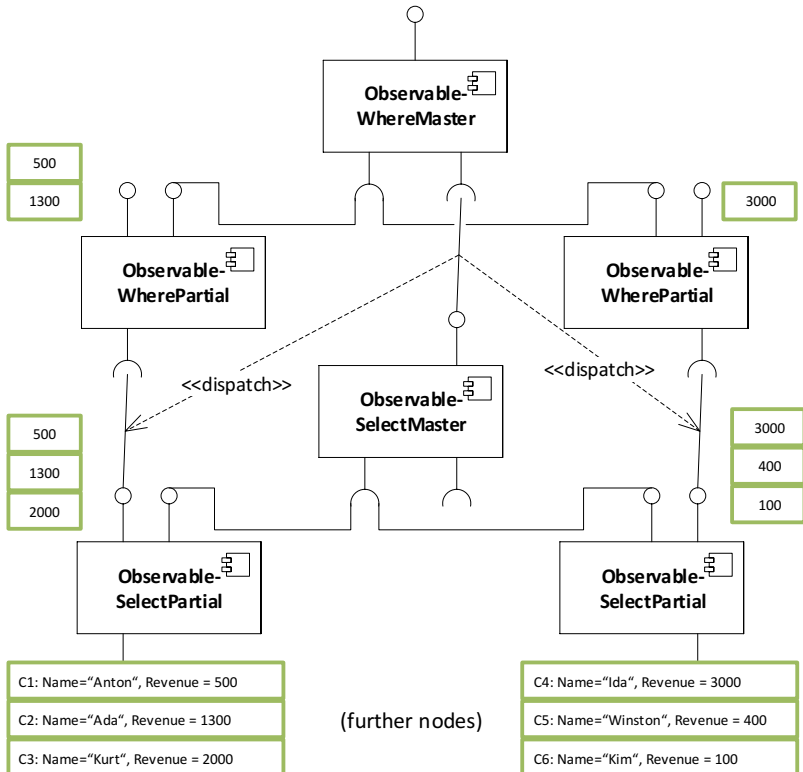 Observable-
WhereMaster
500
1300
3000
Observable-
WherePartial
Observable-
WherePartial
<<dispatch>>
<<dispatch>>
Observable-
SelectMaster
500
1300
2000
3000
400
100
Observable-
SelectPartial
Observable-
SelectPartial
C1: Name=“Anton“, Revenue = 500
C2: Name=“Ada“, Revenue = 1300
C3: Name=“Kurt“, Revenue = 2000
(further nodes)
C4: Name=“Ida“, Revenue = 3000
C5: Name=“Winston“, Revenue = 400
C6: Name=“Kim“, Revenue = 100